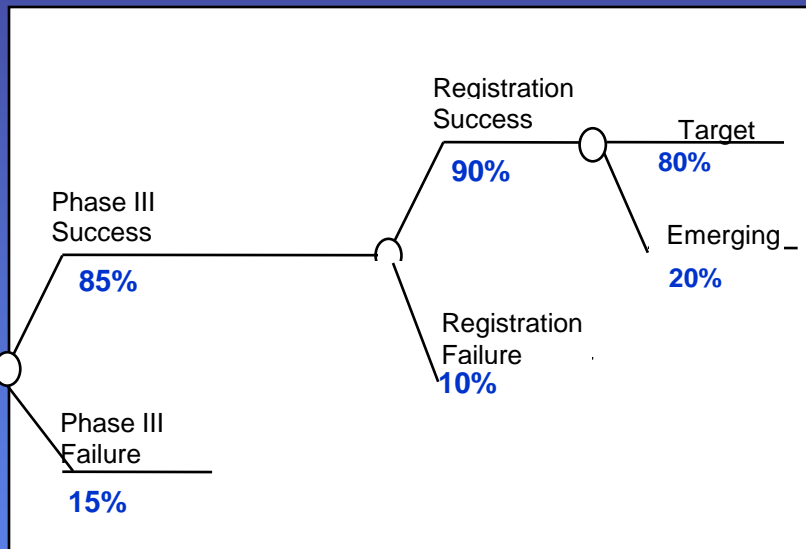 Registration
Success
90%
Target
80%
Emerging
20%
Phase III
Success
85%
Registration
Failure
10%
Phase III
Failure
15%